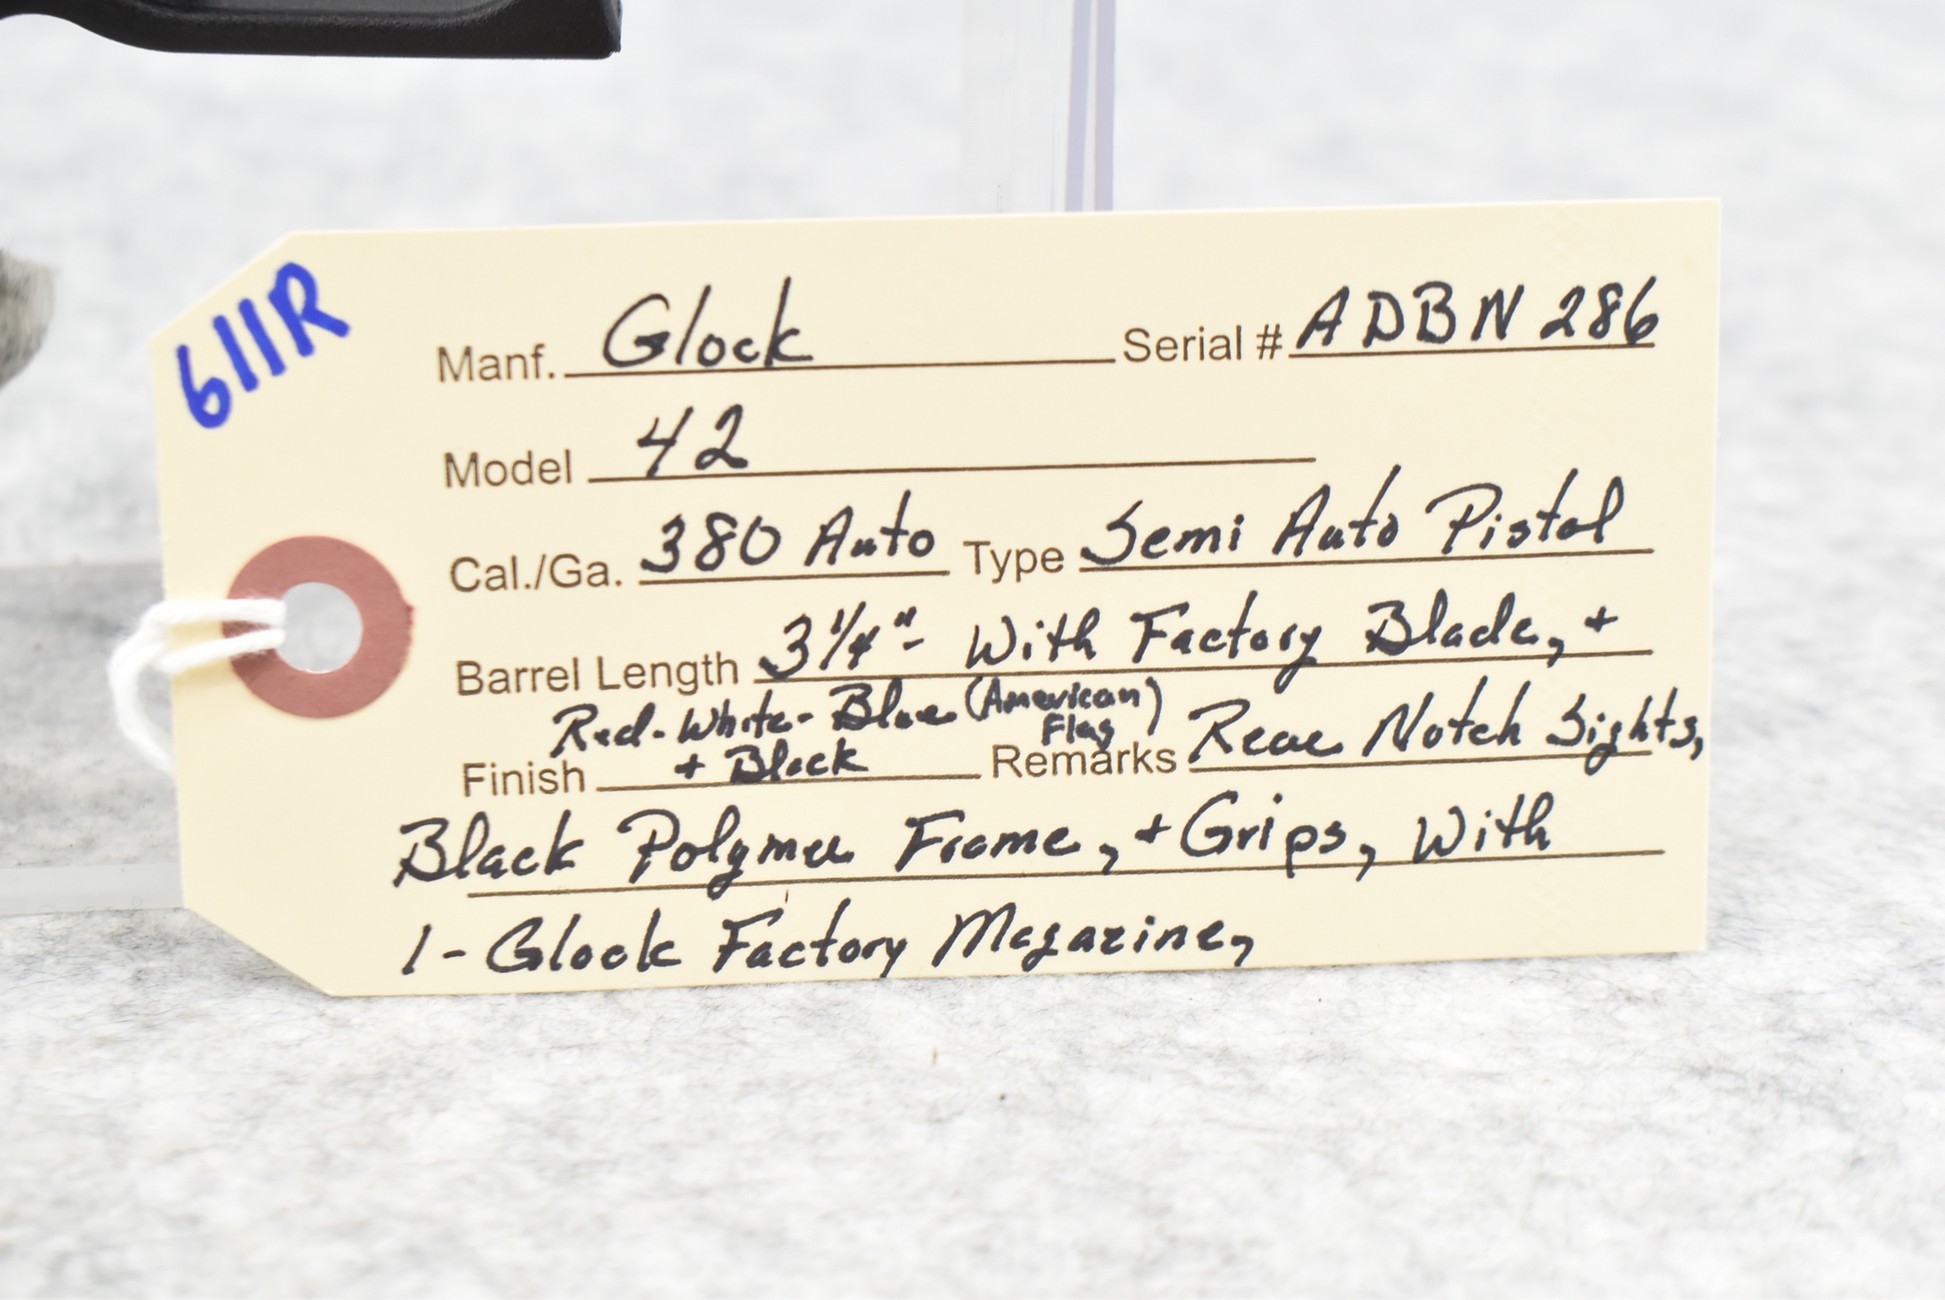 611R
Manf. Glock Serial # ADBN 286
Model 42
Cal./Ga. 380 Auto Type Semi Auto Pistol
Barrel Length 3 1/4" - With Factory Blade, +
Red-White-Blue (American Flag)
Finish + Black Remarks Rear Notch Sights,
Black Polymer Frame, + Grips, With
1 - Glock Factory Magazine,